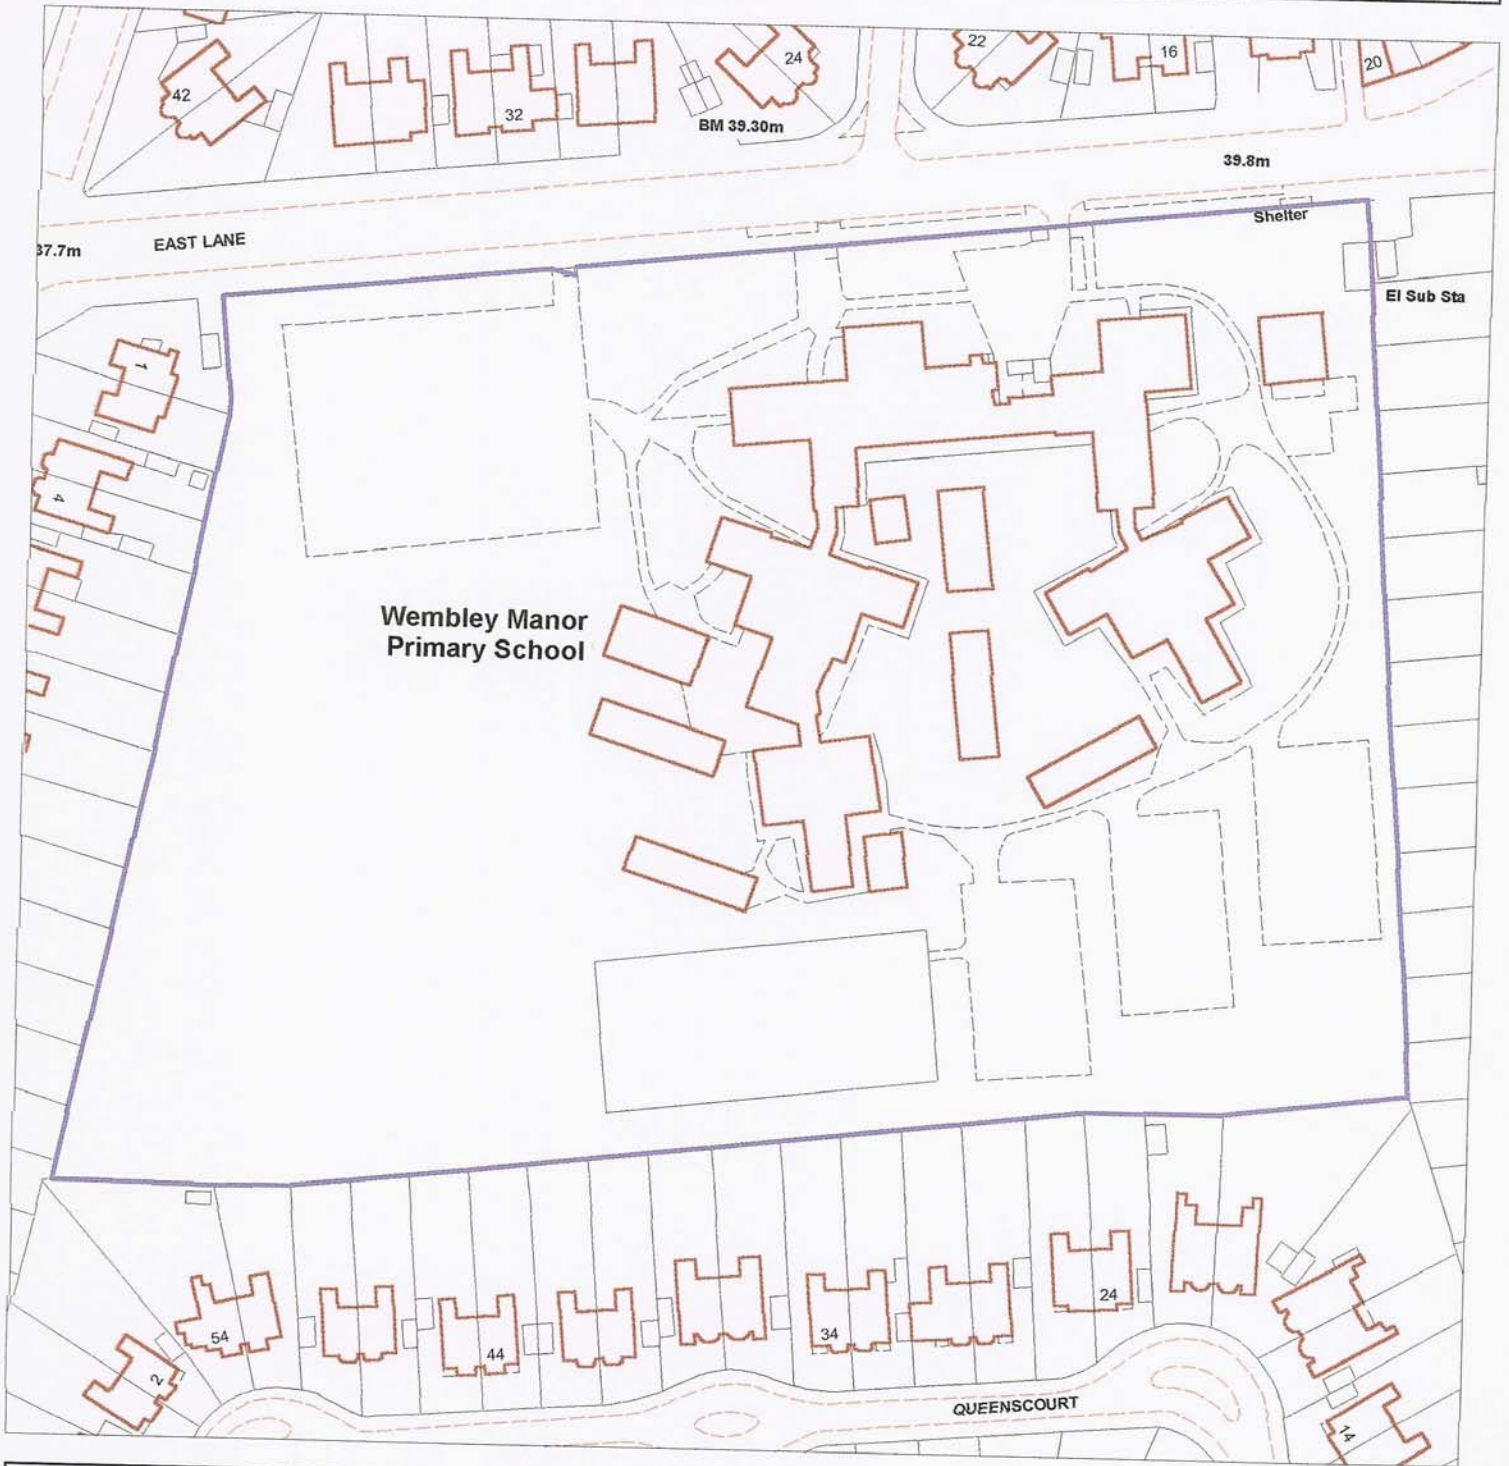 42
32
24
22
16
20
BM 39.30m
39.8m
EAST LANE
37.7m
Shelter
El Sub Sta
1
4
Wembley Manor
Primary School
54
2
44
34
24
14
QUEENSCOURT